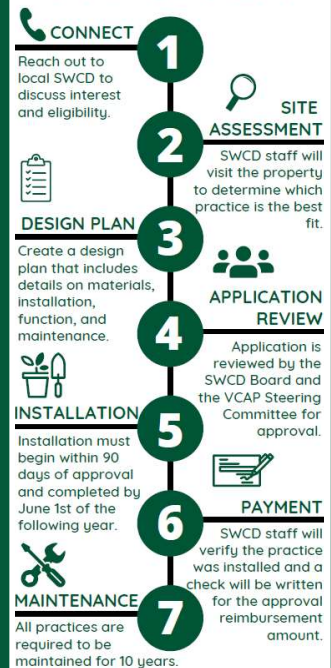 CONNECT
1
Reach out to
local SWCD to
discuss interest
and eligibility.
SITE
ASSESSMENT
2
SWCD staff will
visit the property
to determine which
practice is the best
fit.
DESIGN PLAN
3
Create a design
plan that includes
details on materials,
installation,
function, and
maintenance.
APPLICATION
REVIEW
4
Application is
reviewed by the
SWCD Board and
the VCAP Steering
Committee for
approval.
INSTALLATION
5
Installation must
begin within 90
days of approval
and completed by
June 1st of the
following year.
PAYMENT
6
SWCD staff will
verify the practice
was installed and a
check will be written
for the approval
reimbursement
amount.
MAINTENANCE
7
All practices are
required to be
maintained for 10 years.